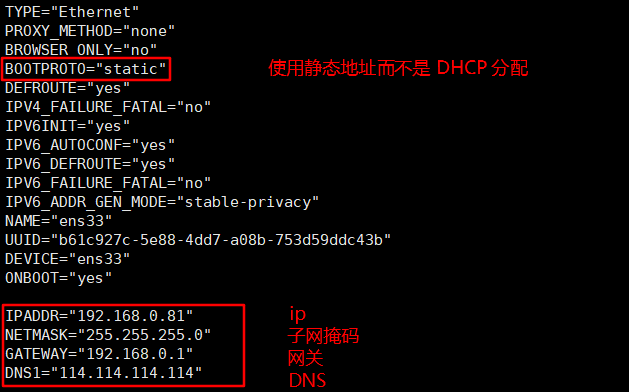 TYPE="Ethernet"
PROXY_METHOD="none"
BROWSER_ONLY="no"
BOOTPROTO="static" 使用静态地址而不是 DHCP 分配
DEFROUTE="yes"
IPV4_FAILURE_FATAL="no"
IPV6INIT="yes"
IPV6_AUTOCONF="yes"
IPV6_DEFROUTE="yes"
IPV6_FAILURE_FATAL="no"
IPV6_ADDR_GEN_MODE="stable-privacy"
NAME="ens33"
UUID="b61c927c-5e88-4dd7-a08b-753d59ddc43b"
DEVICE="ens33"
ONBOOT="yes"
IPADDR="192.168.0.81" ip
NETMASK="255.255.255.0" 子网掩码
GATEWAY="192.168.0.1" 网关
DNS1="114.114.114.114" DNS